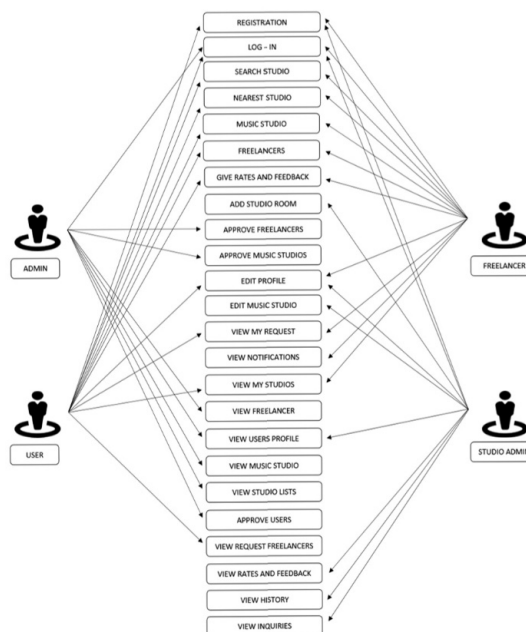 REGISTRATION
LOG – IN
SEARCH STUDIO
NEAREST STUDIO
MUSIC STUDIO
FREELANCERS
GIVE RATES AND FEEDBACK
ADD STUDIO ROOM
APPROVE FREELANCERS
APPROVE MUSIC STUDIOS
ADMIN
FREELANCER
EDIT PROFILE
EDIT MUSIC STUDIO
VIEW MY REQUEST
VIEW NOTIFICATIONS
VIEW MY STUDIOS
VIEW FREELANCER
VIEW USERS PROFILE
USER
STUDIO ADMIN
VIEW MUSIC STUDIO
VIEW STUDIO LISTS
APPROVE USERS
VIEW REQUEST FREELANCERS
VIEW RATES AND FEEDBACK
VIEW HISTORY
VIEW INQUIRIES